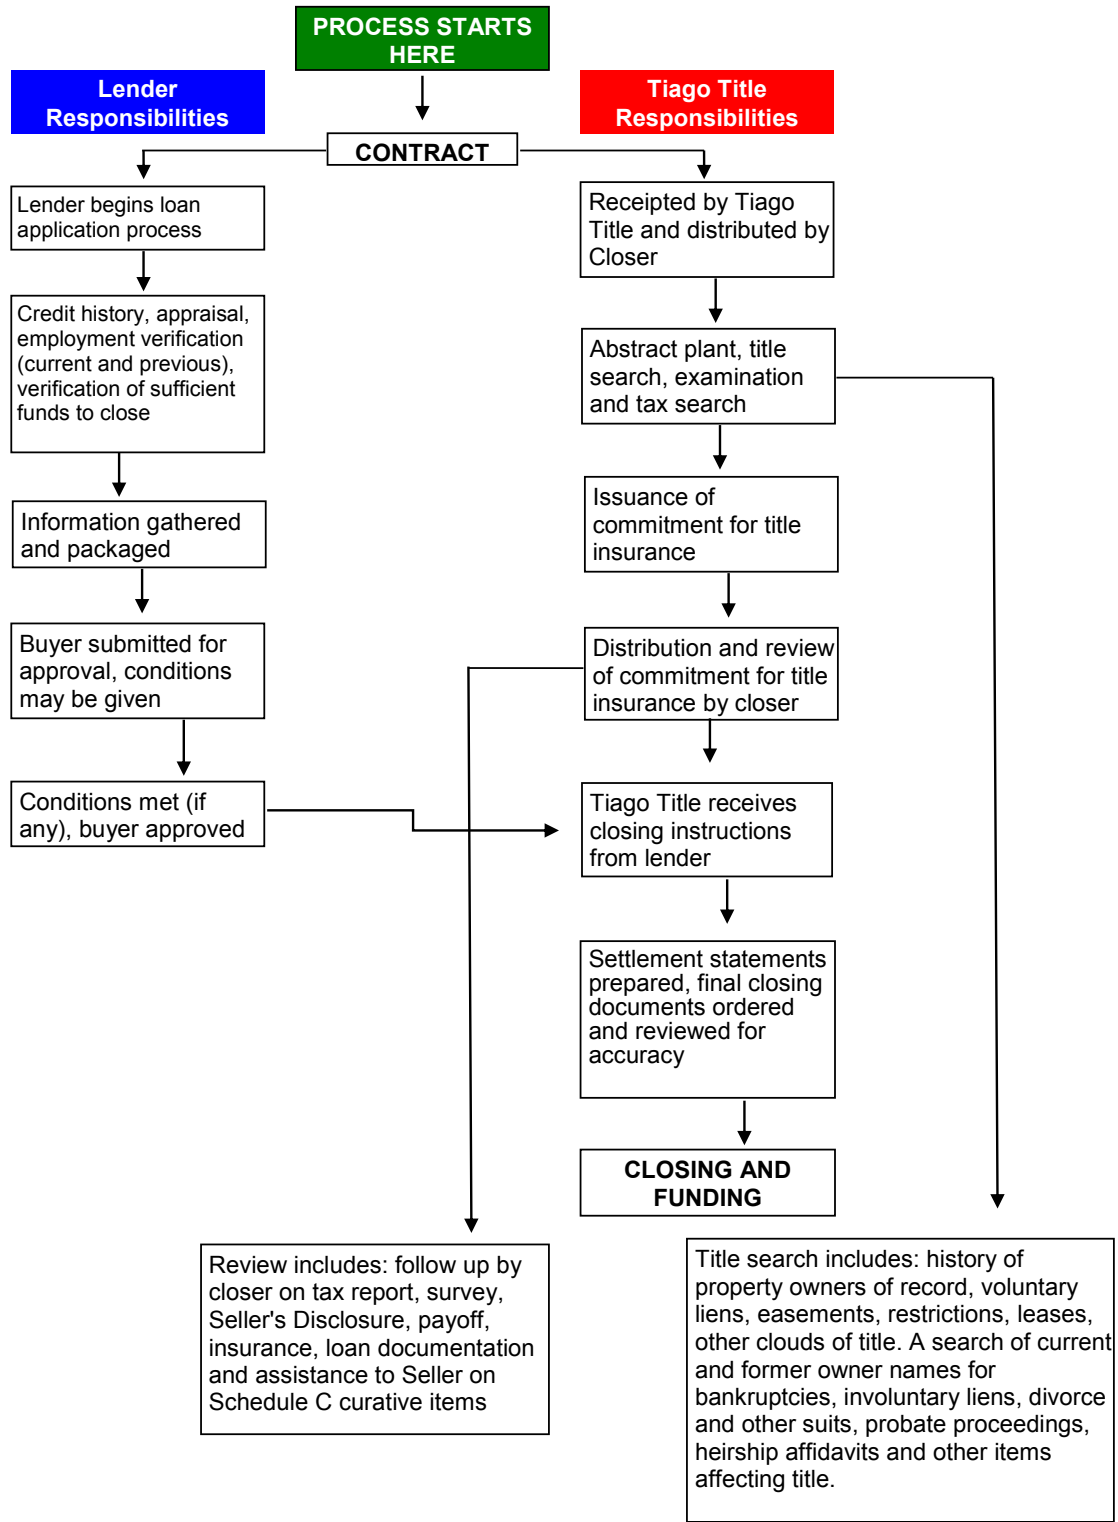 PROCESS STARTS
HERE
Lender
Responsibilities
Tiago Title
Responsibilities
CONTRACT
Lender begins loan
application process
Receipted by Tiago
Title and distributed by
Closer
Credit history, appraisal,
employment verification
(current and previous),
verification of sufficient
funds to close
Abstract plant, title
search, examination
and tax search
Information gathered
and packaged
Issuance of
commitment for title
insurance
Buyer submitted for
approval, conditions
may be given
Distribution and review
of commitment for title
insurance by closer
Conditions met (if
any), buyer approved
Tiago Title receives
closing instructions
from lender
Settlement statements
prepared, final closing
documents ordered
and reviewed for
accuracy
CLOSING AND
FUNDING
Review includes: follow up by
closer on tax report, survey,
Seller's Disclosure, payoff,
insurance, loan documentation
and assistance to Seller on
Schedule C curative items
Title search includes: history of
property owners of record, voluntary
liens, easements, restrictions, leases,
other clouds of title. A search of current
and former owner names for
bankruptcies, involuntary liens, divorce
and other suits, probate proceedings,
heirship affidavits and other items
affecting title.